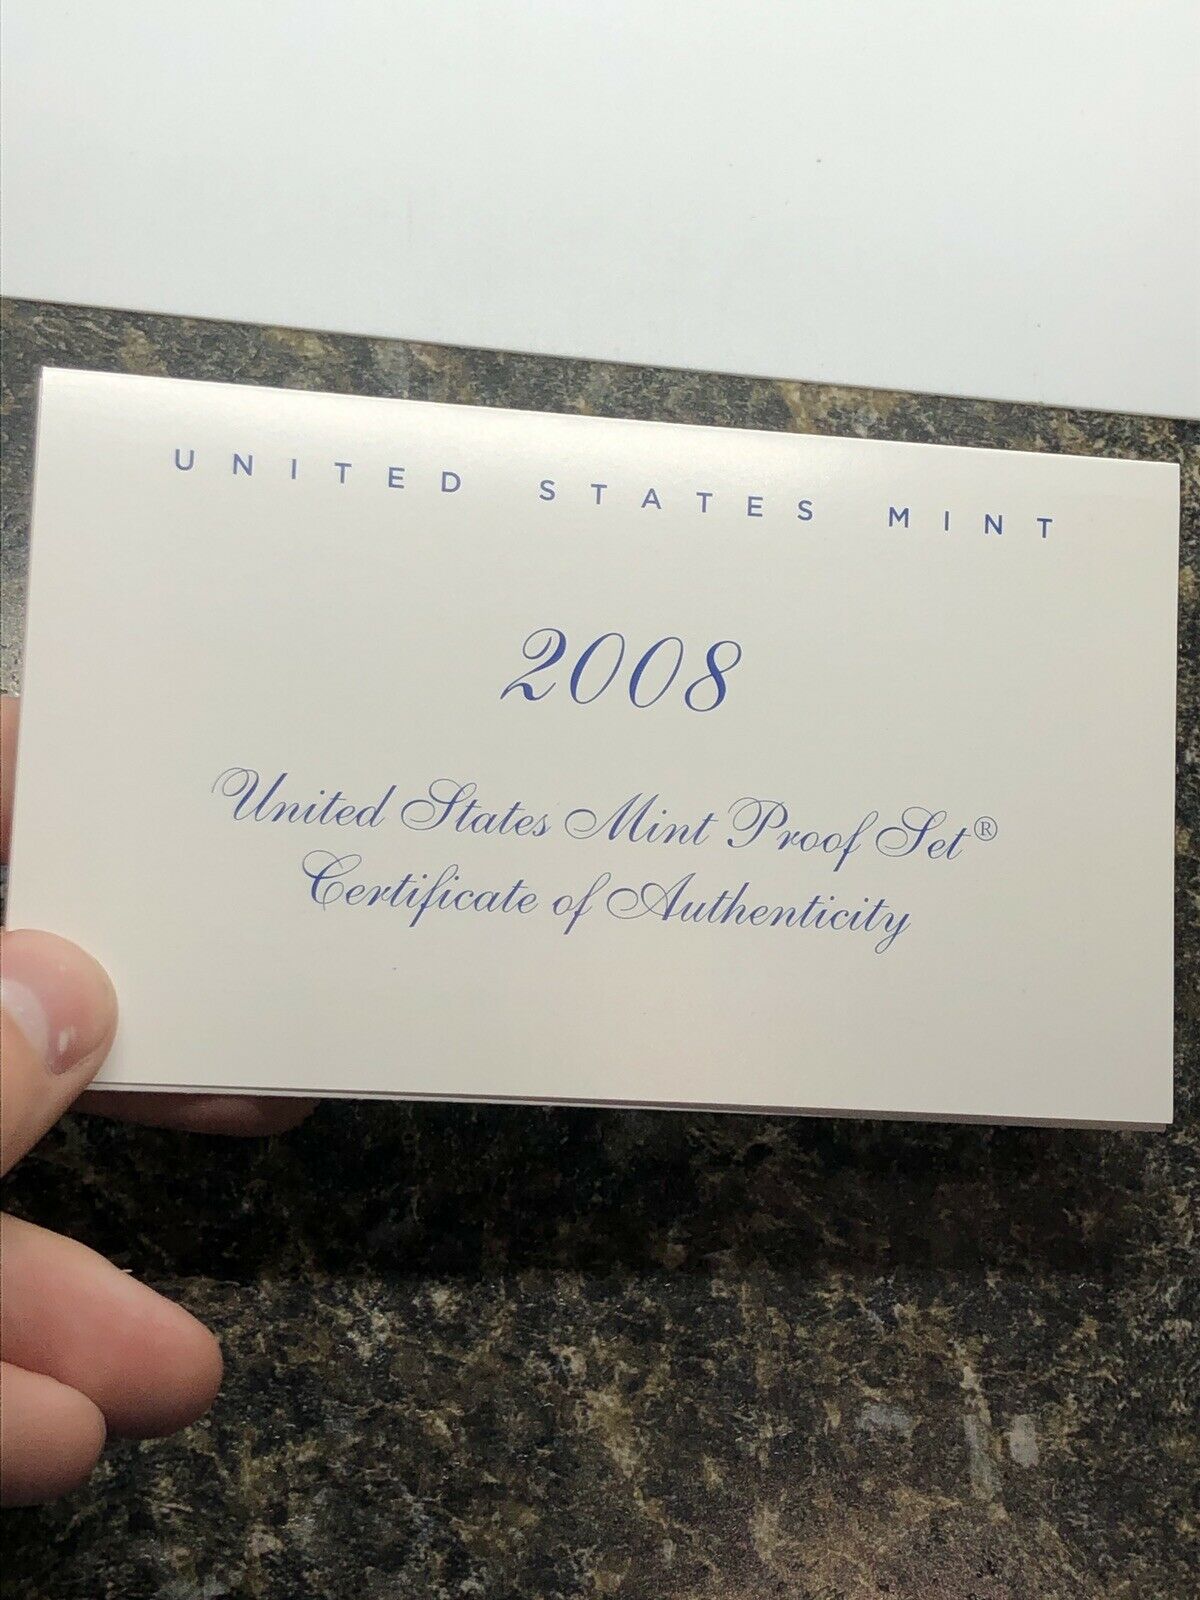 UNITED STATES MINT
2008
United States Mint Proof Set®
Certificate of Authenticity